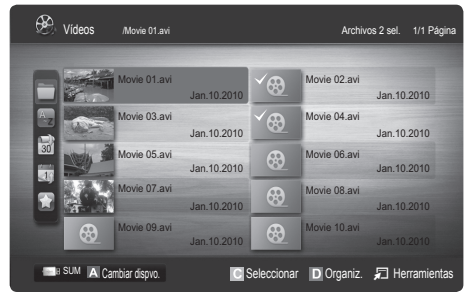 Vídeos /Movie 01.avi Archivos 2 sel. 1/1 Página
Movie 01.avi Movie 02.avi
Jan.10.2010 Jan.10.2010
Movie 03.avi Movie 04.avi
Jan.10.2010 Jan.10.2010
Movie 05.avi Movie 06.avi
Jan.10.2010 Jan.10.2010
Movie 07.avi Movie 08.avi
Jan.10.2010 Jan.10.2010
Movie 09.avi Movie 10.avi
Jan.10.2010 Jan.10.2010
A Z
30
SUM A Cambiar dispvo. C Seleccionar D Organiz. Herramientas